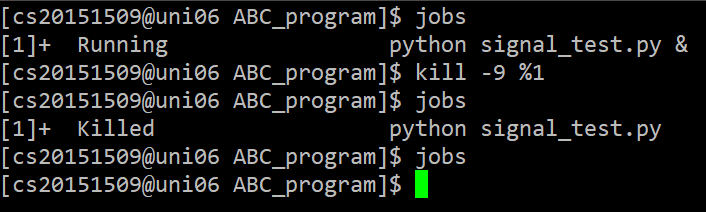 [cs20151509@uni06 ABC_program]$ jobs
[1]+  Running                 python signal_test.py &
[cs20151509@uni06 ABC_program]$ kill -9 %1
[cs20151509@uni06 ABC_program]$ jobs
[1]+  Killed                  python signal_test.py
[cs20151509@uni06 ABC_program]$ jobs
[cs20151509@uni06 ABC_program]$